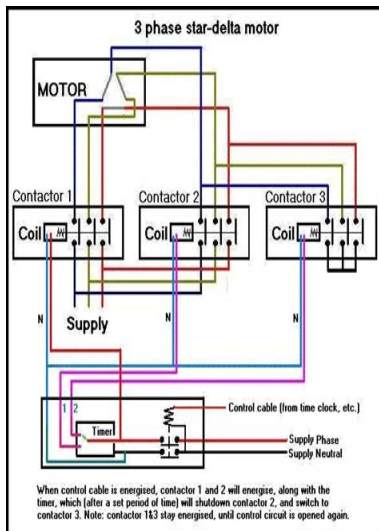 3 phase star-delta motor
MOTOR
Contactor 1
Contactor 2
Contactor 3
Coil
Coil
Coil
N
Supply
N
N
1 2
Timer
Control cable (from time clock, etc.)
Supply Phase
Supply Neutral
When control cable is energised, contactor 1 and 2 will energise, along with the
timer, which (after a set period of time) will shutdown contactor 2, and switch to
contactor 3. Note: contactor 1&3 stay energised, until control circuit is opened again.